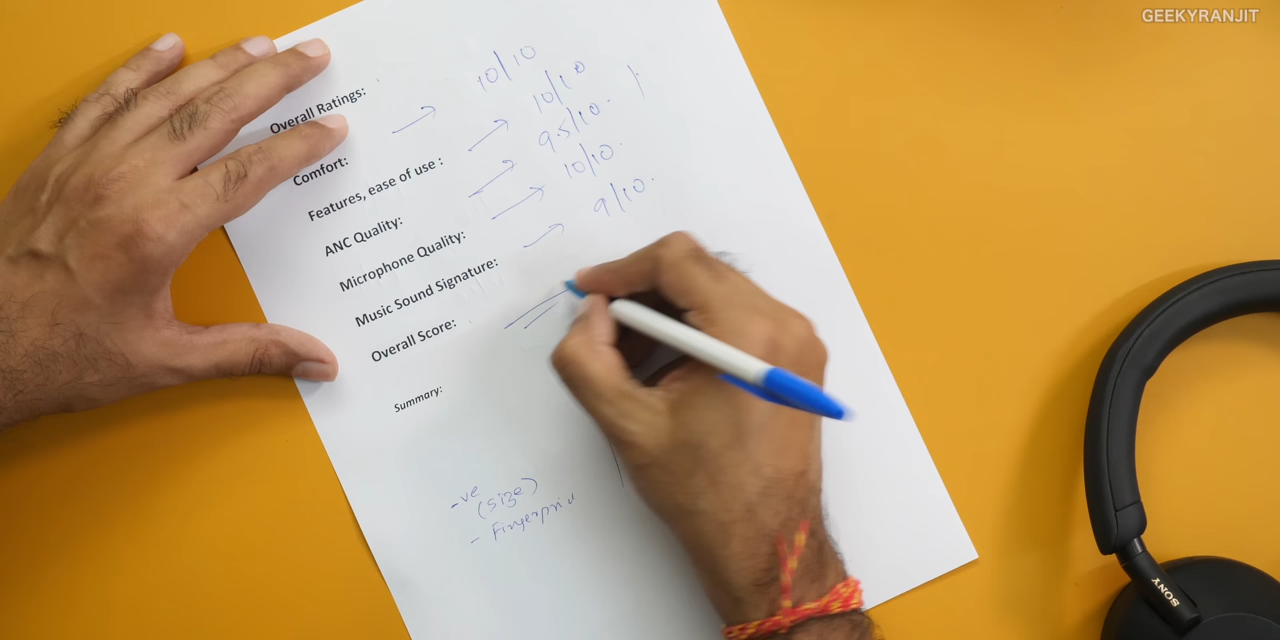 GEEKYRANJIT
Overall Ratings:
Comfort: → 10/10
Features, ease of use : → 10/10
ANC Quality: → 9.5/10.
Microphone Quality: → 10/10.
Music Sound Signature: → 9/10.
Overall Score:
Summary:
-ve
(size)
- Fingerprin
SONY